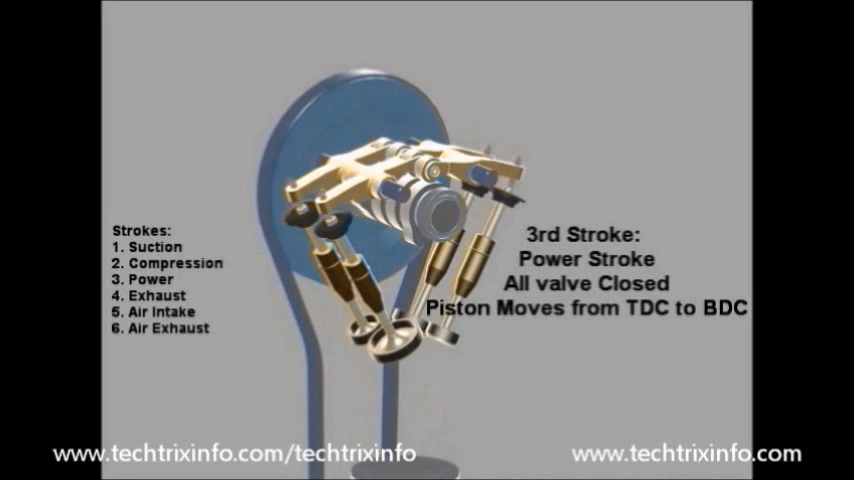 Strokes:
1. Suction
2. Compression
3. Power
4. Exhaust
5. Air Intake
6. Air Exhaust
3rd Stroke:
Power Stroke
All valve Closed
Piston Moves from TDC to BDC
www.techtrixinfo.com/techtrixinfo
www.techtrixinfo.com